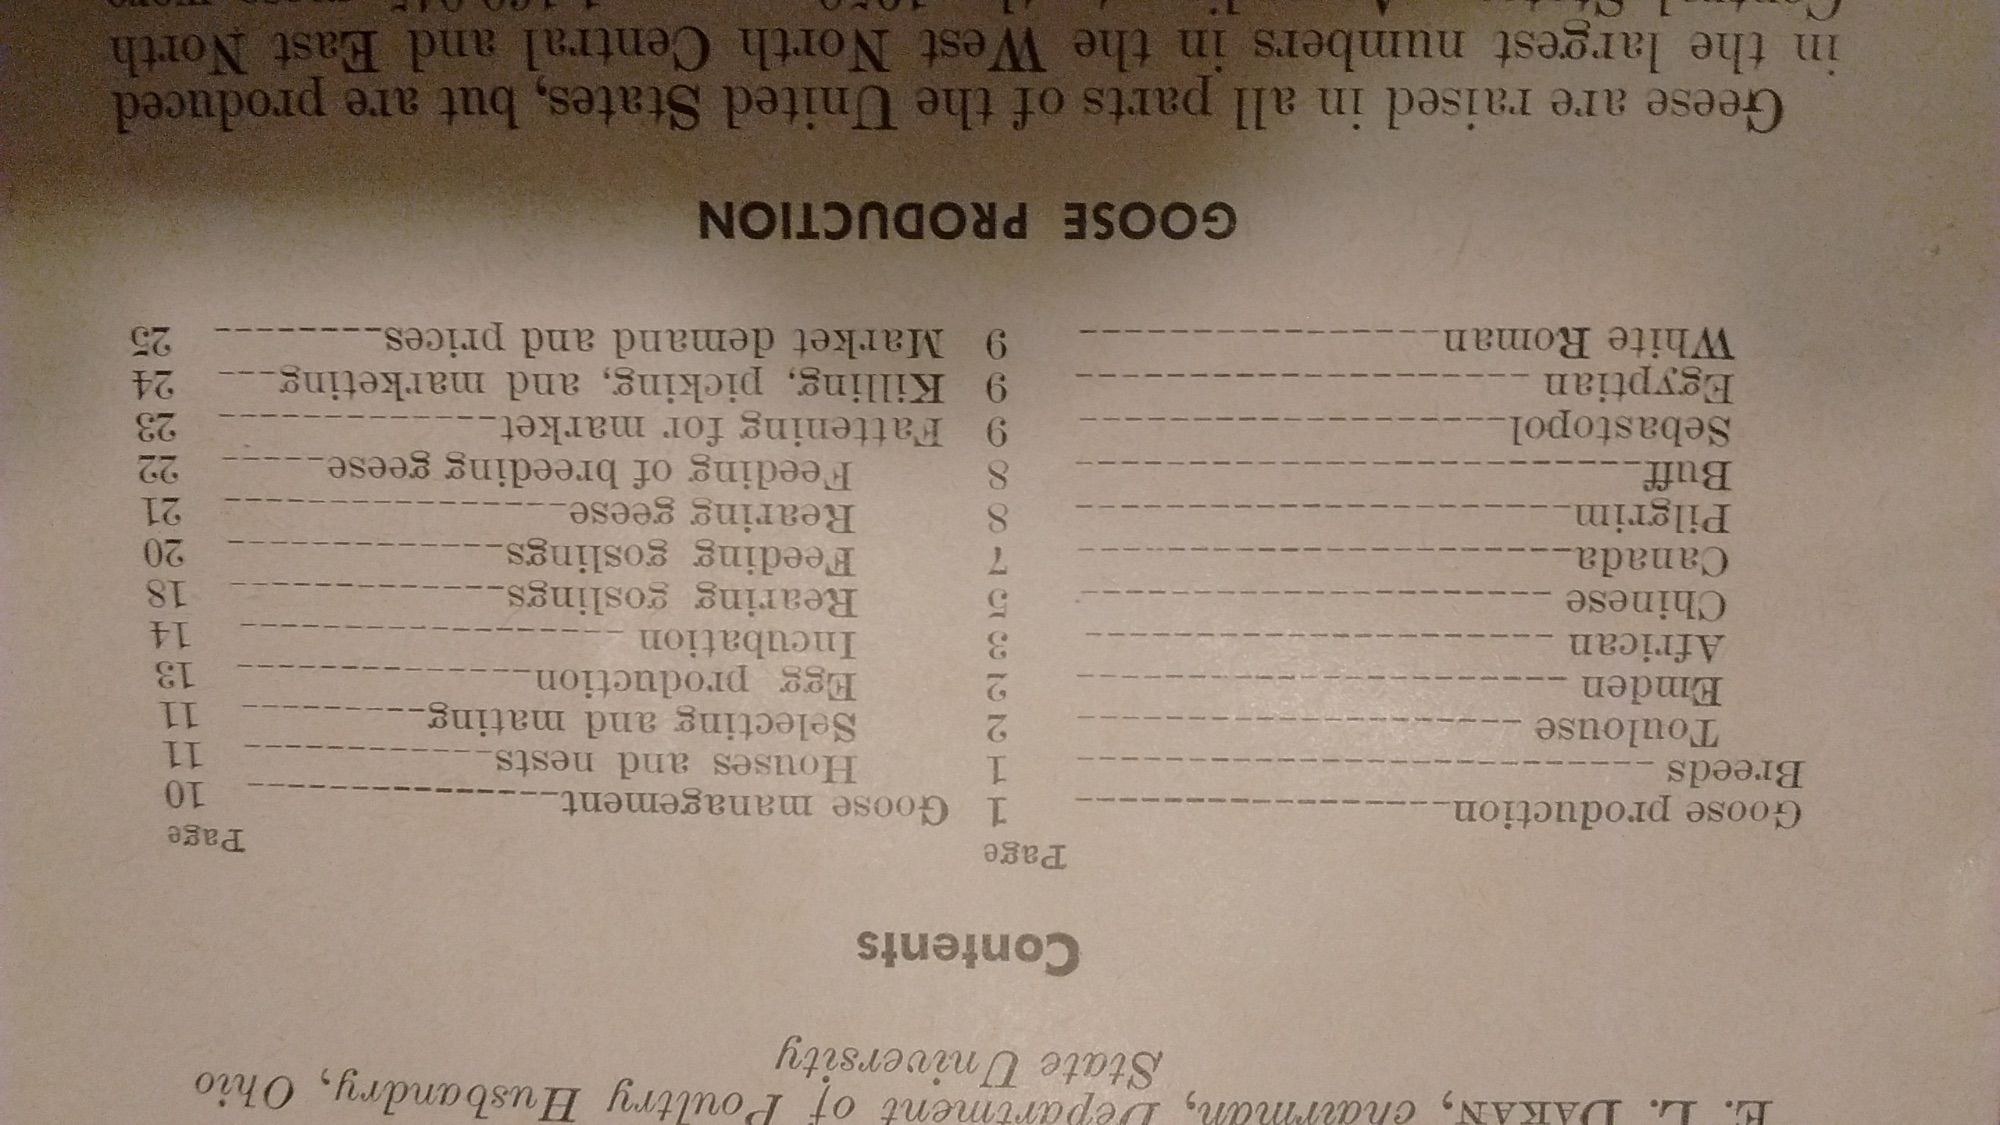 E. L. DAKAN, chairman, Department of Poultry Husbandry, Ohio
State University
Contents
Page
Goose production 1
Breeds 1
Toulouse 2
Emden 2
African 3
Chinese 5
Canada 7
Pilgrim 8
Buff 8
Sebastopol 9
Egyptian 9
White Roman 9
Page
Goose management 10
Houses and nests 11
Selecting and mating 11
Egg production 13
Incubation 14
Rearing goslings 18
Feeding goslings 20
Rearing geese 21
Feeding of breeding geese 22
Fattening for market 23
Killing, picking, and marketing 24
Market demand and prices 25
GOOSE PRODUCTION
Geese are raised in all parts of the United States, but are produced
in the largest numbers in the West North Central and East North
Central States